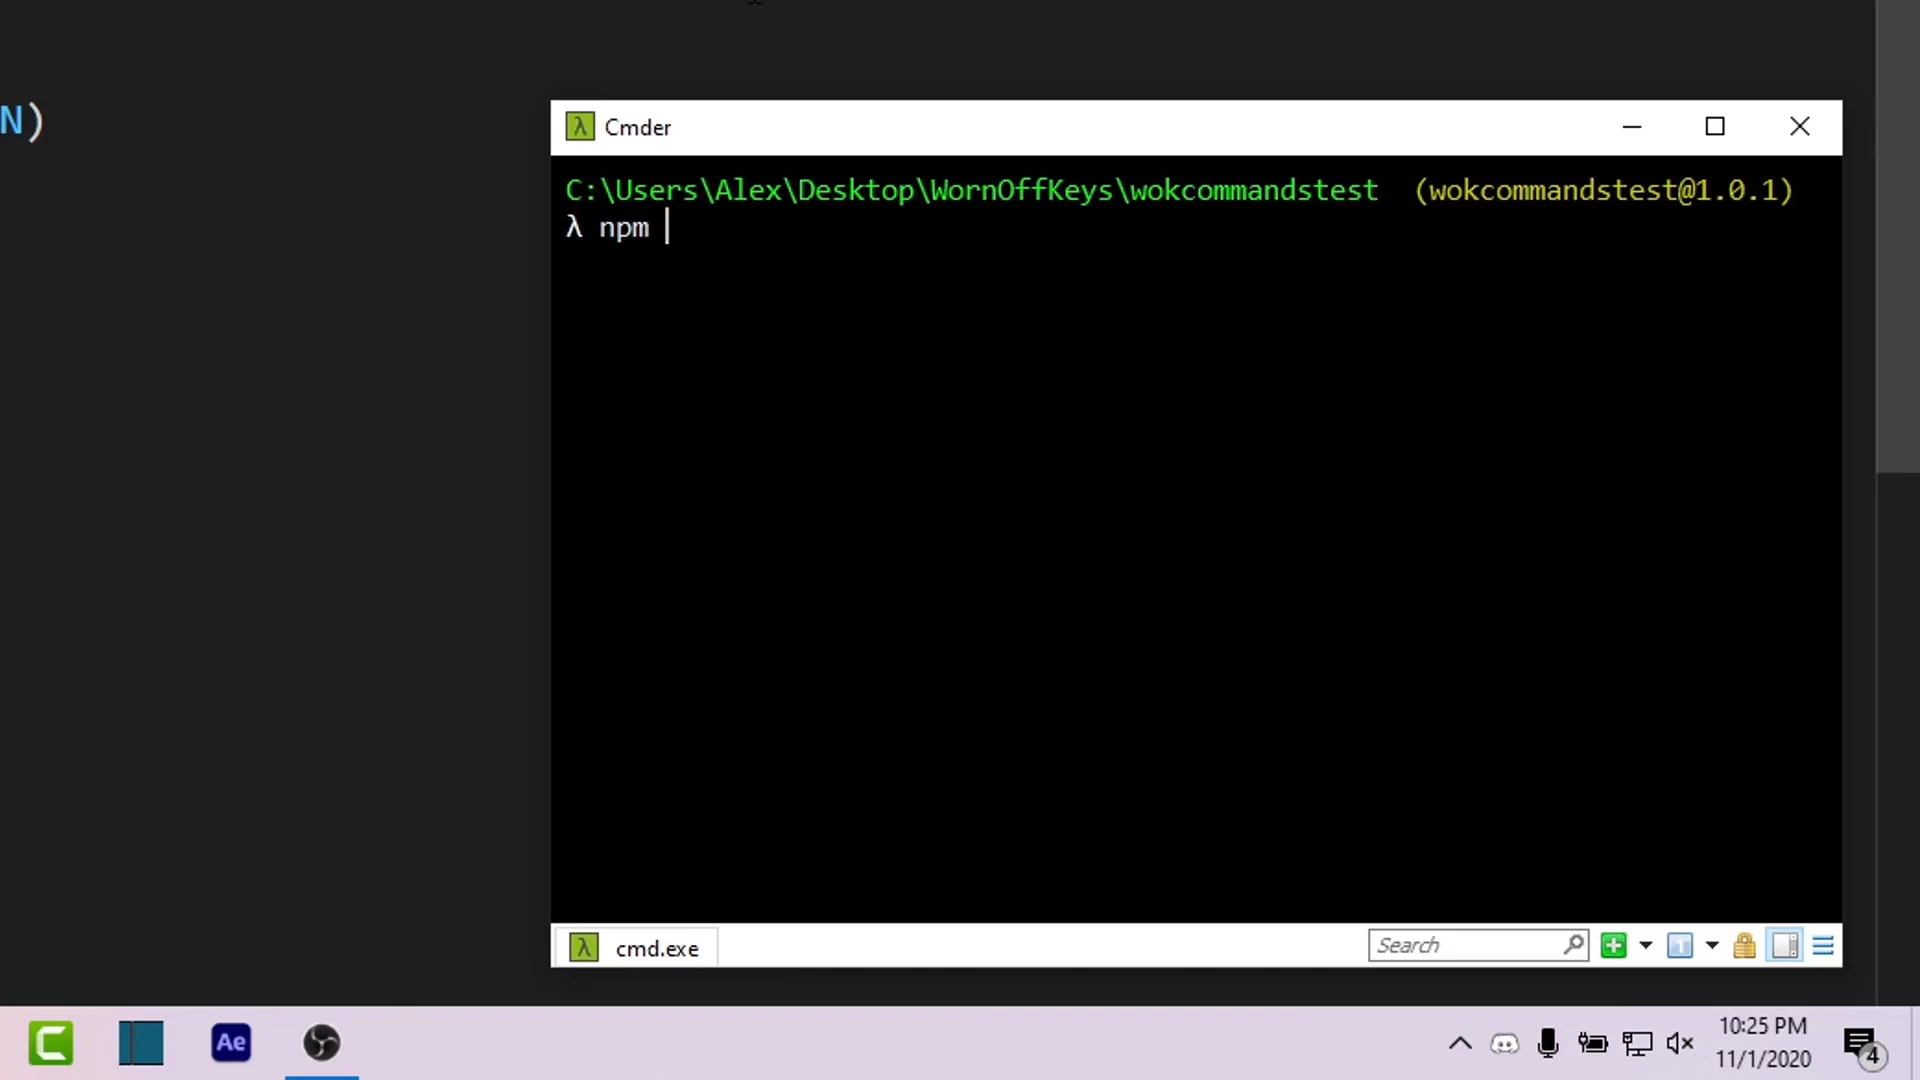 N)
Cmder
C:\Users\Alex\Desktop\WornOffKeys\wokcommandstest (wokcommandstest@1.0.1)
λ npm
λ cmd.exe
Search
1
Ae
10:25 PM
11/1/2020
4